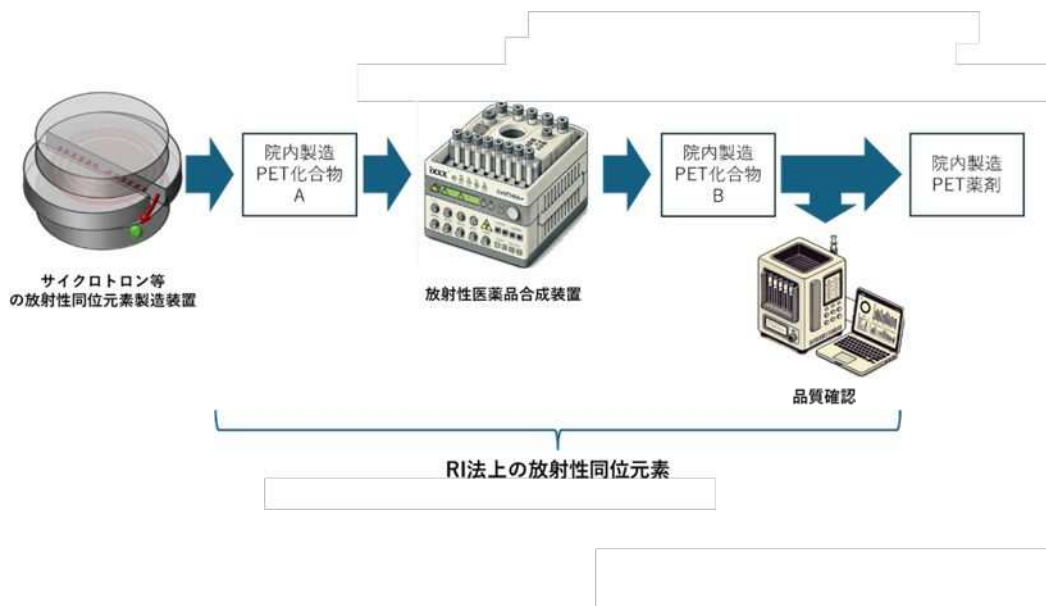 院内製造
PET化合物
A
院内製造
PET化合物
B
院内製造
PET薬剤
サイクロトロン等
の放射性同位元素製造装置
放射性医薬品合成装置
品質確認
RI法上の放射性同位元素